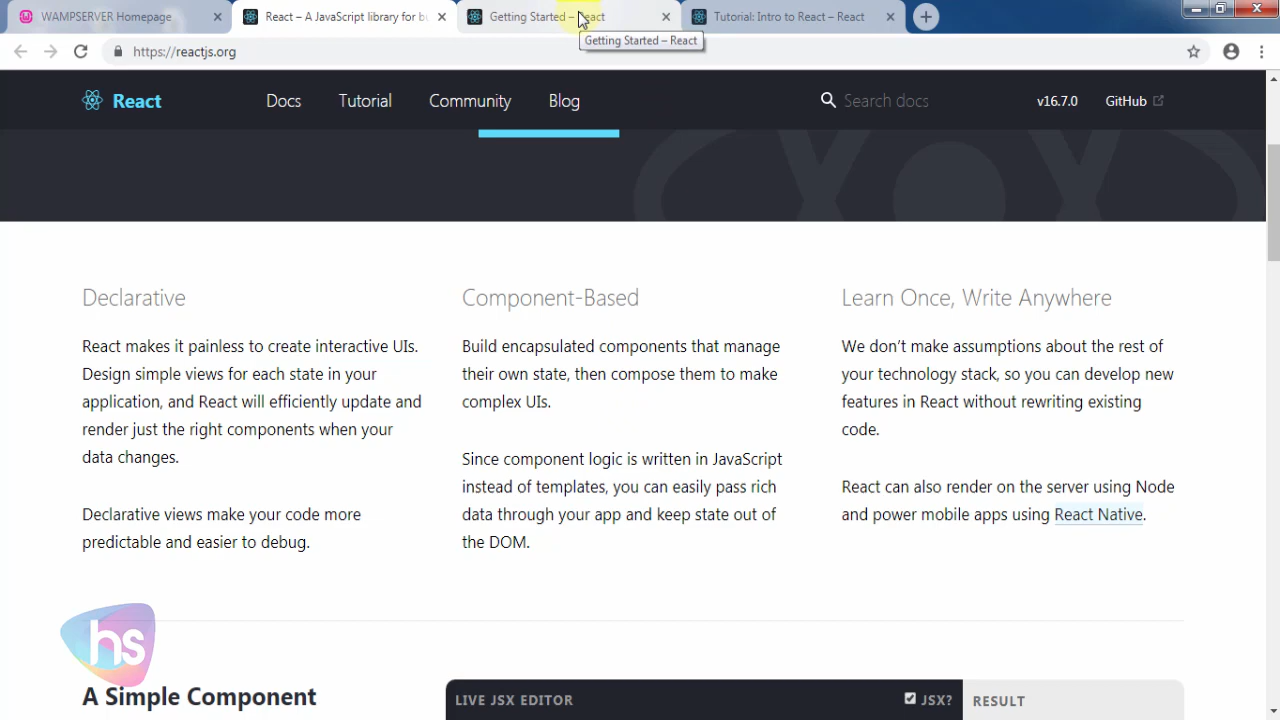 WAMPSERVER Homepage
React – A JavaScript library for bu
Getting Started – React
Tutorial: Intro to React – React
Getting Started – React
https://reactjs.org
React
Docs
Tutorial
Community
Blog
Search docs
v16.7.0
GitHub
Declarative
React makes it painless to create interactive UIs.
Design simple views for each state in your
application, and React will efficiently update and
render just the right components when your
data changes.
Declarative views make your code more
predictable and easier to debug.
Component-Based
Build encapsulated components that manage
their own state, then compose them to make
complex UIs.
Since component logic is written in JavaScript
instead of templates, you can easily pass rich
data through your app and keep state out of
the DOM.
Learn Once, Write Anywhere
We don’t make assumptions about the rest of
your technology stack, so you can develop new
features in React without rewriting existing
code.
React can also render on the server using Node
and power mobile apps using React Native.
hs
A Simple Component
LIVE JSX EDITOR
JSX?
RESULT